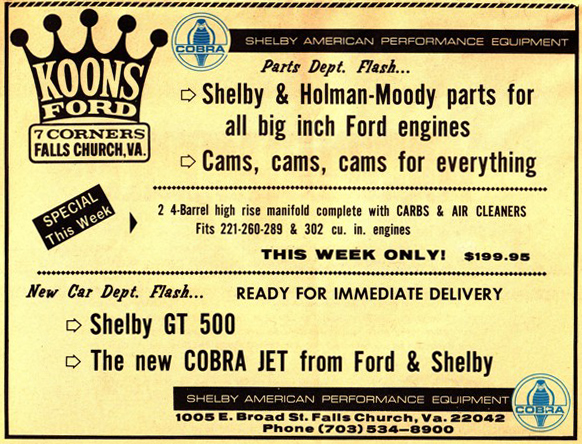 KOONS
FORD
7 CORNERS
FALLS CHURCH, VA.
COBRA
SHELBY AMERICAN PERFORMANCE EQUIPMENT
Parts Dept. Flash...
Shelby & Holman-Moody parts for
all big inch Ford engines
Cams, cams, cams for everything
SPECIAL
This Week
2 4-Barrel high rise manifold complete with CARBS & AIR CLEANERS
Fits 221-260-289 & 302 cu. in. engines
THIS WEEK ONLY! $199.95
New Car Dept. Flash... READY FOR IMMEDIATE DELIVERY
Shelby GT 500
The new COBRA JET from Ford & Shelby
SHELBY AMERICAN PERFORMANCE EQUIPMENT
COBRA
1005 E. Broad St. Falls Church, Va. 22042
Phone (703) 534-8900